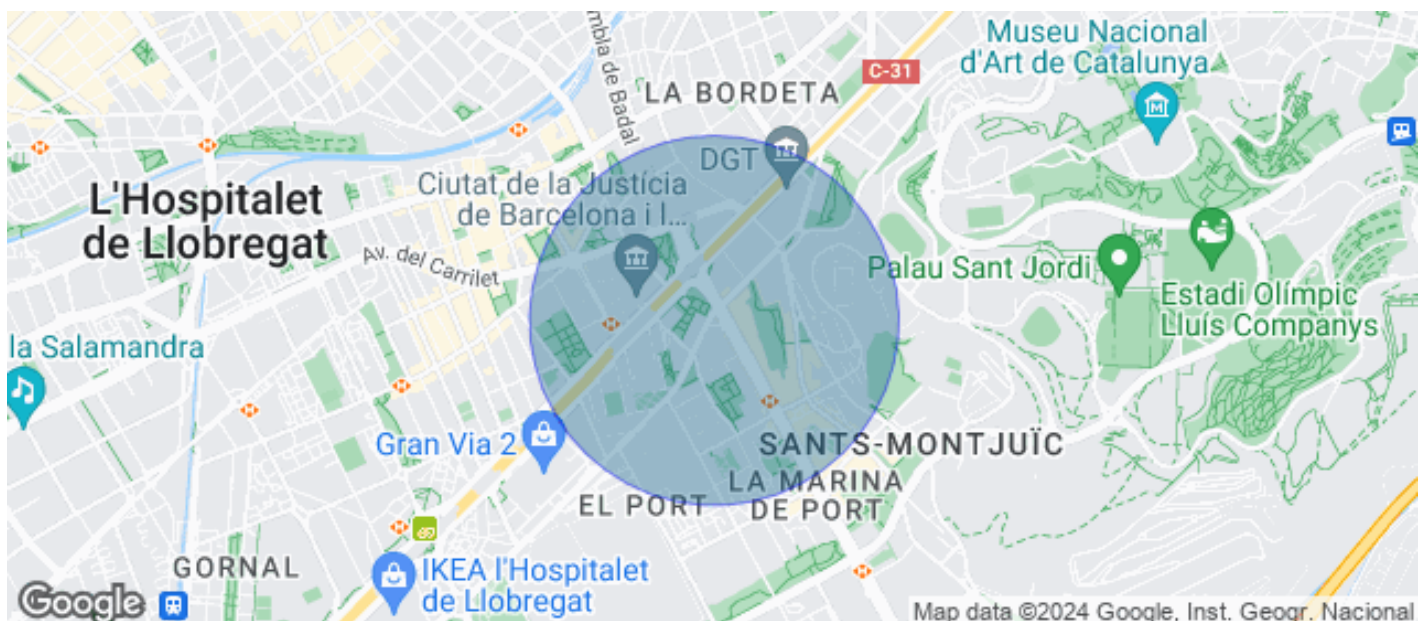 Museu Nacional
d'Art de Catalunya
C-31
mbla de Badal
LA BORDETA
DGT
Ciutat de la Justícia
de Barcelona i l...
L'Hospitalet
de Llobregat
Av. del Carrilet
Palau Sant Jordi
Estadi Olímpic
Lluís Companys
la Salamandra
Gran Via 2
SANTS-MONTJUÏC
LA MARINA
DE PORT
EL PORT
GORNAL
IKEA l'Hospitalet
de Llobregat
Google
Map data ©2024 Google, Inst. Geogr. Nacional